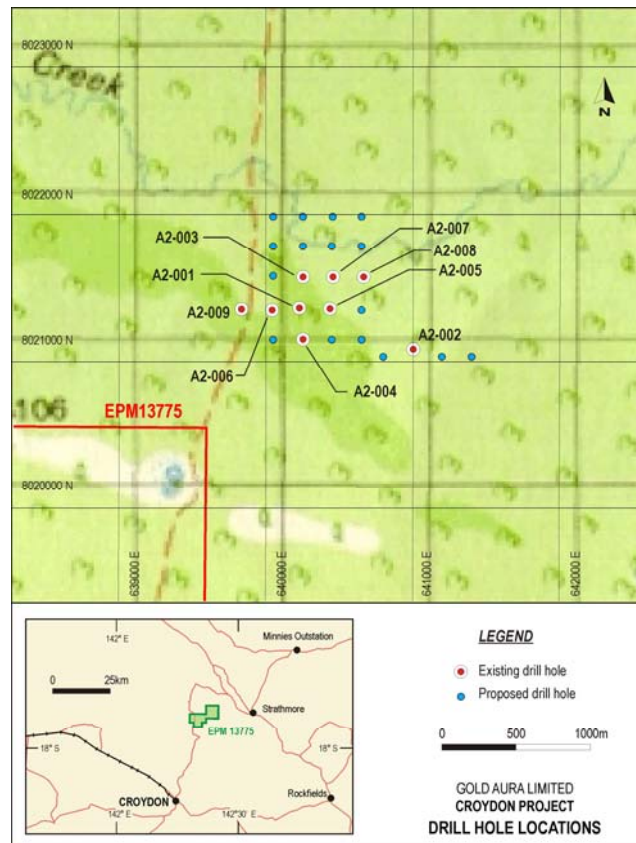 8023000 N
Creek
N
8022000 N
A2-003
A2-007
A2-008
A2-001
A2-005
A2-009
8021000 N
A2-002
A2-006
A2-004
106
EPM13775
8020000 N
639000 E
640000 E
641000 E
642000 E
142° E
Minnies Outstation
0 25km
Strathmore
EPM 13775
18° S
18° S
CROYDON
Rockfields
142° E
142° 30' E
LEGEND
Existing drill hole
Proposed drill hole
0 500 1000m
GOLD AURA LIMITED
CROYDON PROJECT
DRILL HOLE LOCATIONS